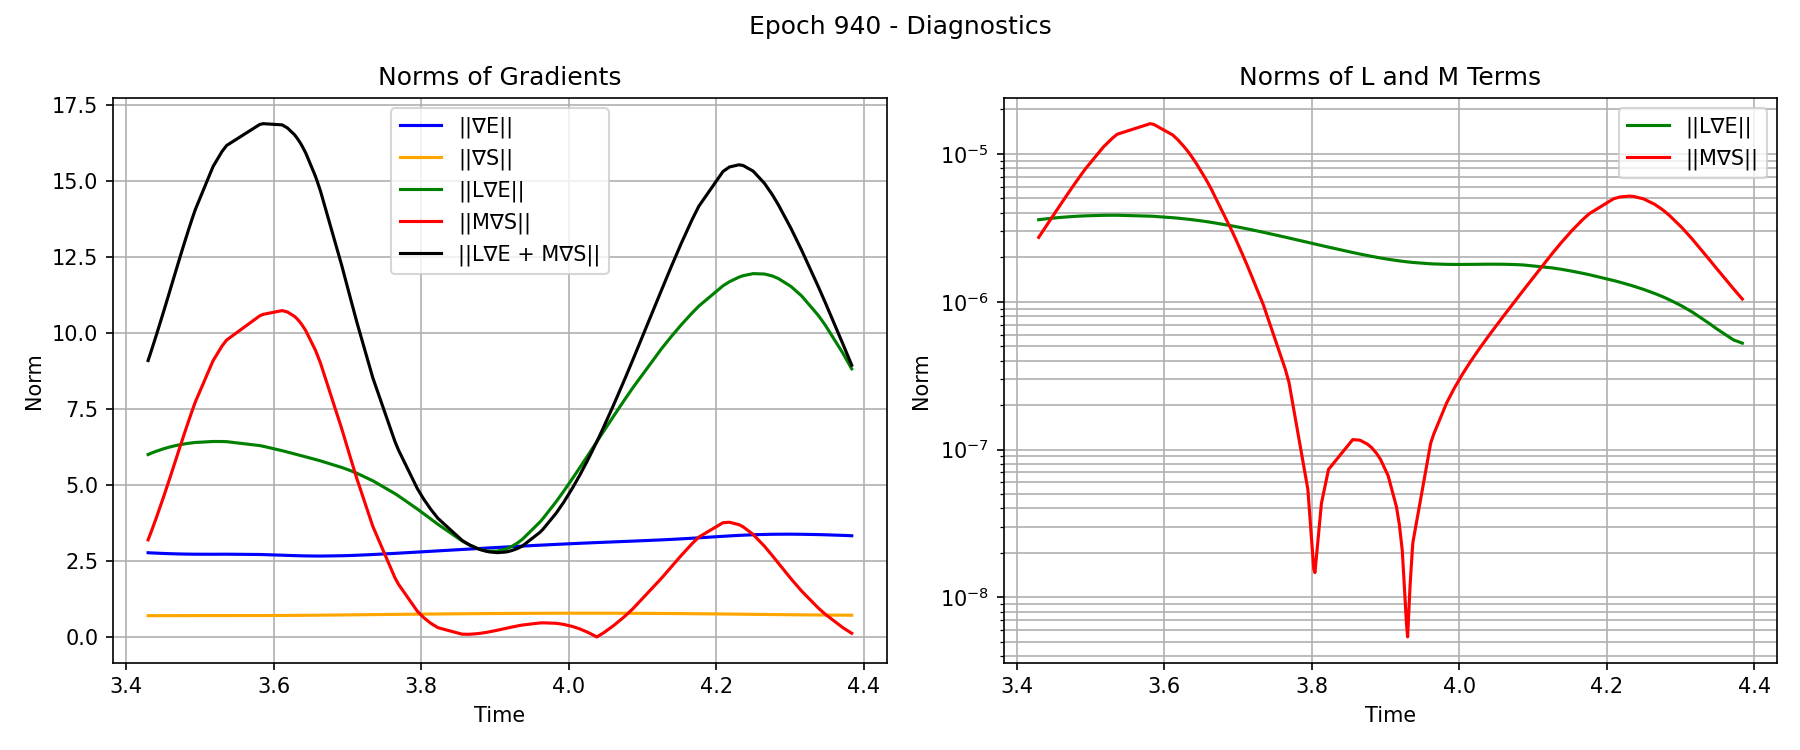 Epoch 940 - Diagnostics
Norms of Gradients
17.5
15.0
12.5
10.0
7.5
5.0
2.5
0.0
Norm
||∇E||
||∇S||
||L∇E||
||M∇S||
||L∇E + M∇S||
3.4
3.6
3.8
4.0
4.2
4.4
Time
Norms of L and M Terms
10⁻⁵
10⁻⁶
10⁻⁷
10⁻⁸
Norm
||L∇E||
||M∇S||
3.4
3.6
3.8
4.0
4.2
4.4
Time